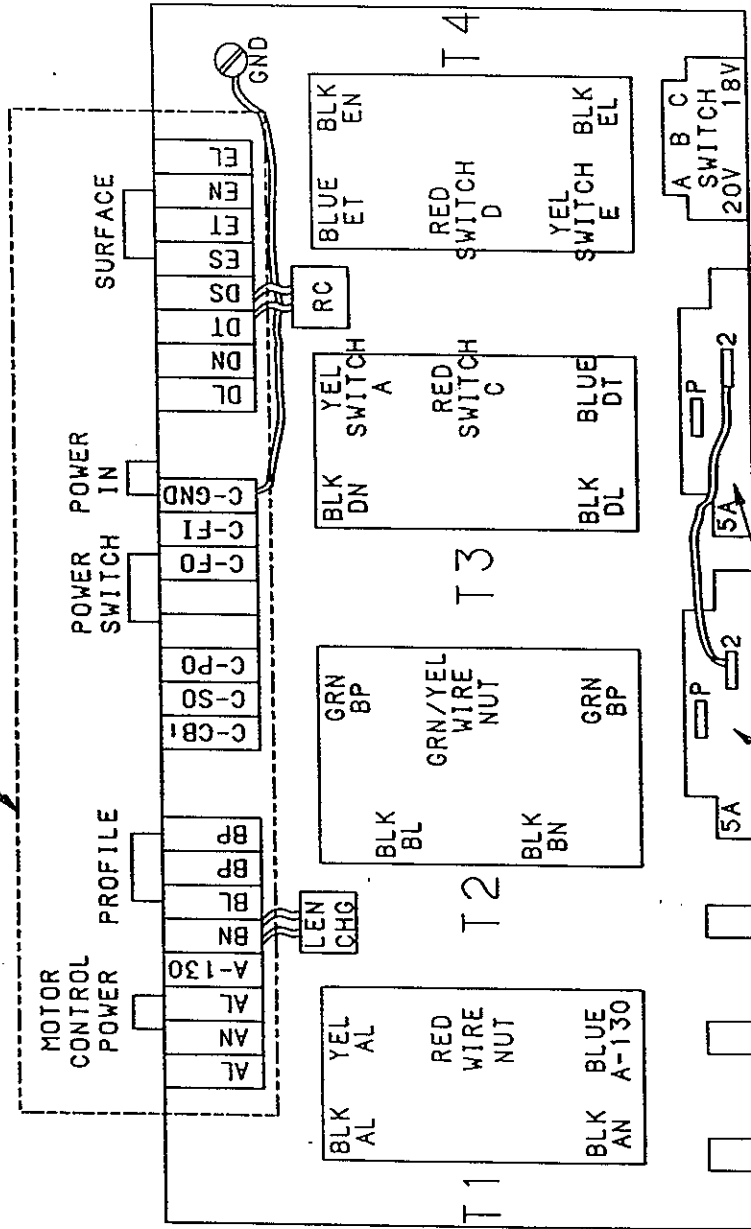 MOTOR
CONTROL
POWER
PROFILE
POWER
SWITCH
POWER
IN
SURFACE
AL
AN
AL
A-130
BN
BL
BP
BP
C-CB1
C-SO
C-PO
C-FO
C-FI
C-GND
DL
DN
DT
DS
ES
ET
EN
EL
GND
LEN
CHG
RC
T1
BLK
AL
YEL
AL
RED
WIRE
NUT
BLK
AN
BLUE
A-130
T2
BLK
BL
GRN
BP
GRN/YEL
WIRE
NUT
BLK
BN
GRN
BP
T3
BLK
DN
YEL
SWITCH
A
RED
SWITCH
C
BLK
DL
BLUE
DT
T4
BLUE
ET
BLK
EN
RED
SWITCH
D
YEL
SWITCH
E
BLK
EL
5A
P
2
5A
P
2
A B C
SWITCH
20V 18V